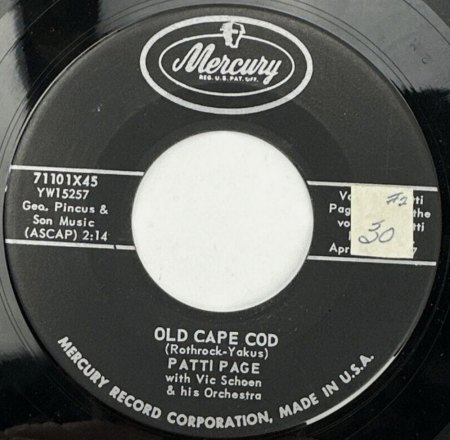 Mercury
REG. U.S. PAT. OFF.
71101X45
YW15257
Geo. Pincus &
Son Music
(ASCAP) 2:14
#2
30
OLD CAPE COD
(Rothrock-Yakus)
PATTI PAGE
with Vic Schoen
& his Orchestra
MERCURY RECORD CORPORATION, MADE IN U.S.A.